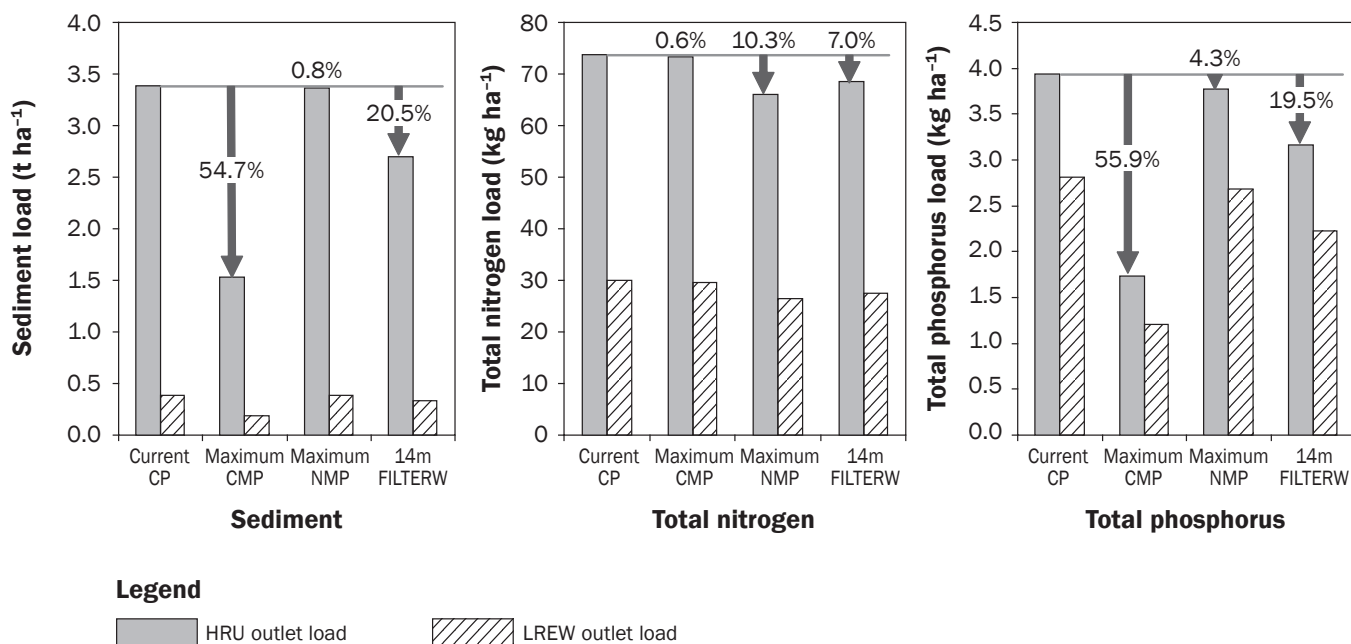 Sediment load (t ha⁻¹)
4.0
3.5
3.0
2.5
2.0
1.5
1.0
0.5
0.0
54.7%
0.8%
20.5%
Current CP
Maximum CMP
Maximum NMP
14m FILTERW
Sediment
Total nitrogen load (kg ha⁻¹)
80
70
60
50
40
30
20
10
0
0.6%
10.3%
7.0%
Current CP
Maximum CMP
Maximum NMP
14m FILTERW
Total nitrogen
Total phosphorus load (kg ha⁻¹)
4.5
4.0
3.5
3.0
2.5
2.0
1.5
1.0
0.5
0.0
55.9%
4.3%
19.5%
Current CP
Maximum CMP
Maximum NMP
14m FILTERW
Total phosphorus
Legend
HRU outlet load
LREW outlet load